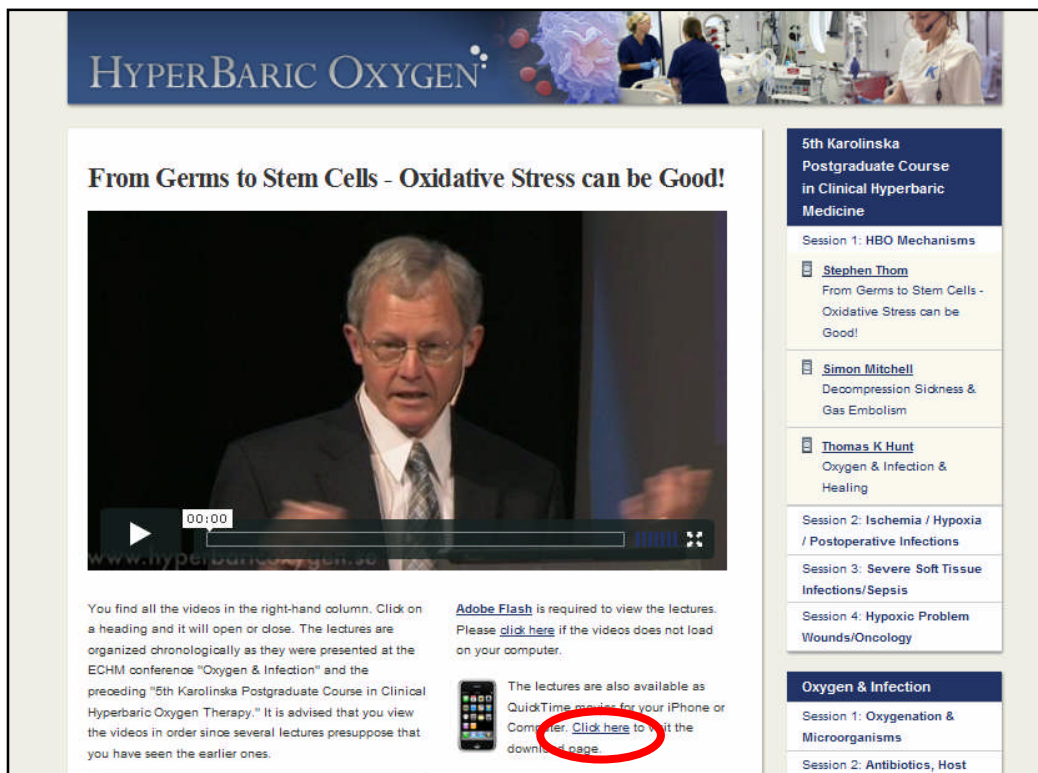 HYPERBARIC OXYGEN
From Germs to Stem Cells - Oxidative Stress can be Good!
00:00
www.hyperbaricoxygen.se
You find all the videos in the right-hand column. Click on
a heading and it will open or close. The lectures are
organized chronologically as they were presented at the
ECHM conference "Oxygen & Infection" and the
preceding "5th Karolinska Postgraduate Course in Clinical
Hyperbaric Oxygen Therapy." It is advised that you view
the videos in order since several lectures presuppose that
you have seen the earlier ones.
Adobe Flash is required to view the lectures.
Please click here if the videos does not load
on your computer.
The lectures are also available as
QuickTime movies for your iPhone or
Computer. Click here to visit the
download page.
5th Karolinska
Postgraduate Course
in Clinical Hyperbaric
Medicine
Session 1: HBO Mechanisms
Stephen Thom
From Germs to Stem Cells -
Oxidative Stress can be
Good!
Simon Mitchell
Decompression Sickness &
Gas Embolism
Thomas K Hunt
Oxygen & Infection &
Healing
Session 2: Ischemia / Hypoxia
/ Postoperative Infections
Session 3: Severe Soft Tissue
Infections/Sepsis
Session 4: Hypoxic Problem
Wounds/Oncology
Oxygen & Infection
Session 1: Oxygenation &
Microorganisms
Session 2: Antibiotics, Host